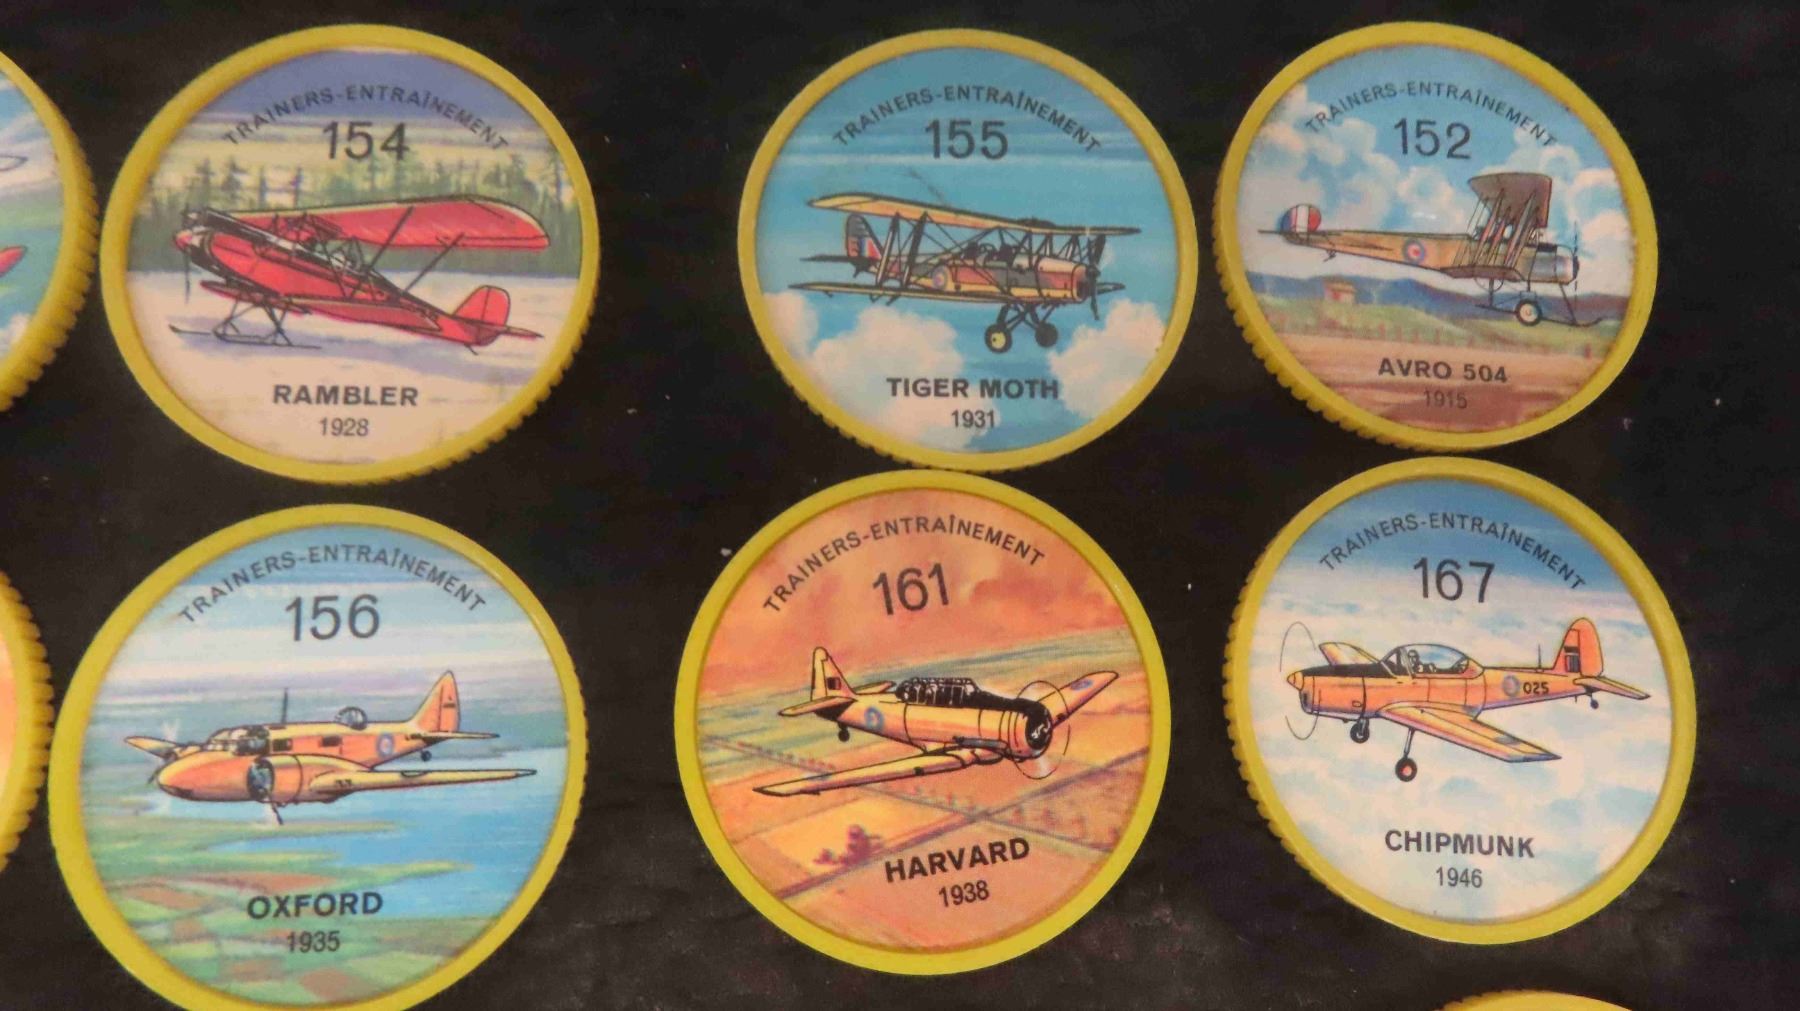 TRAINERS-ENTRAÎNEMENT
154
RAMBLER
1928
TRAINERS-ENTRAÎNEMENT
155
TIGER MOTH
1931
TRAINERS-ENTRAÎNEMENT
152
AVRO 504
1915
TRAINERS-ENTRAÎNEMENT
156
OXFORD
1935
TRAINERS-ENTRAÎNEMENT
161
HARVARD
1938
TRAINERS-ENTRAÎNEMENT
167
025
CHIPMUNK
1946